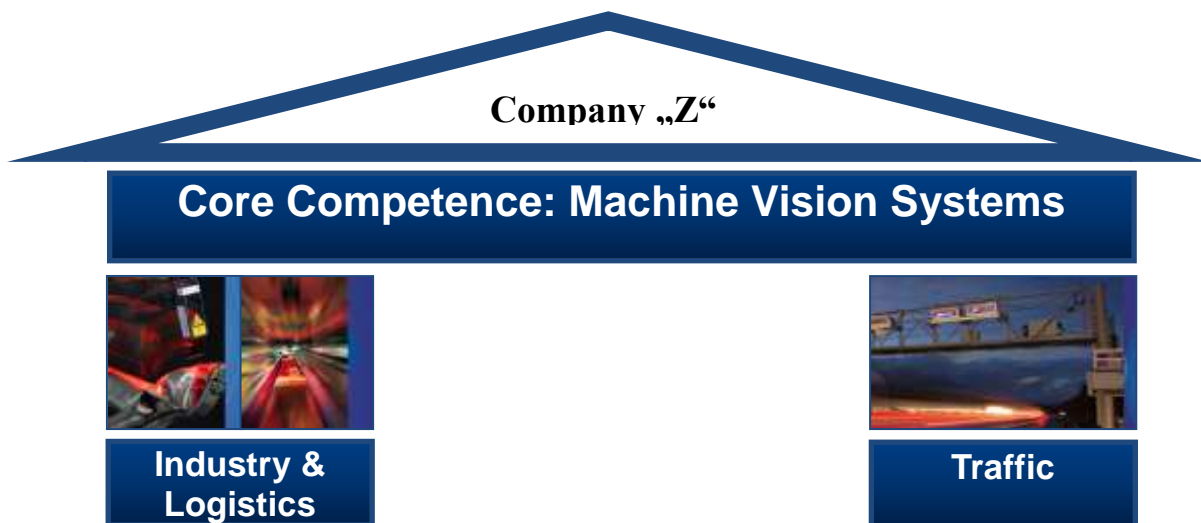 Company „Z“
Core Competence: Machine Vision Systems
Industry &
Logistics
Traffic